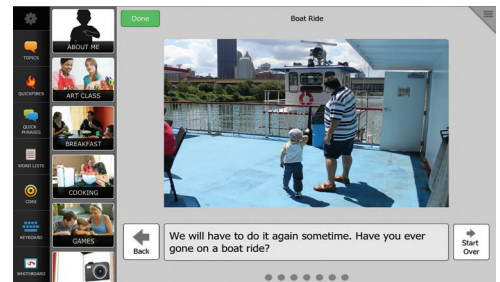 Done
Boat Ride
TOPICS
QUICKFIRES
QUICK
PHRASES
WORD LISTS
CORE
KEYBOARD
WHITEBOARD
ABOUT ME
ART CLASS
BREAKFAST
COOKING
GAMES
Back
We will have to do it again sometime. Have you ever
gone on a boat ride?
Start
Over